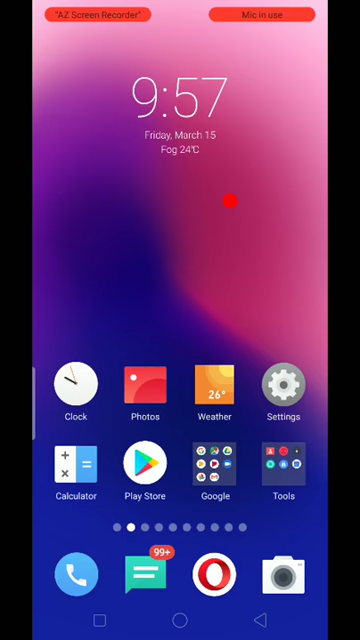 "AZ Screen Recorder"
Mic in use
9:57
Friday, March 15
Fog 24℃
26°
Clock
Photos
Weather
Settings
Calculator
Play Store
Google
Tools
99+